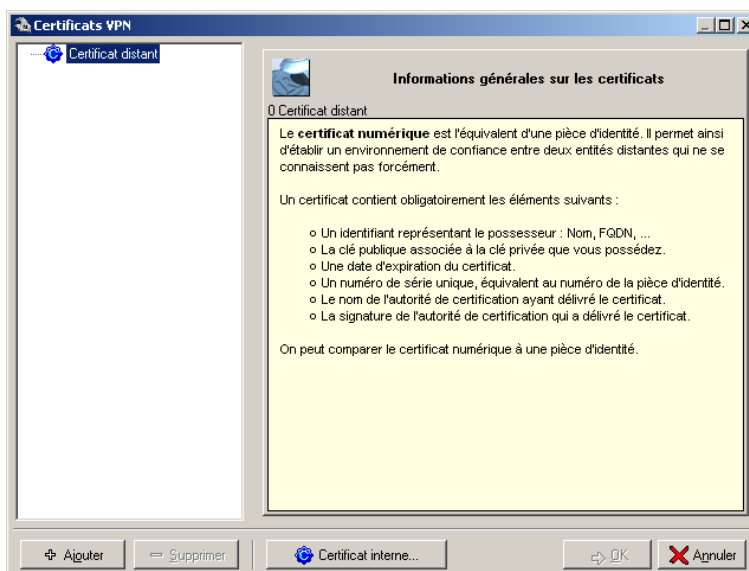 Certificats VPN
Certificat distant
Informations générales sur les certificats
0 Certificat distant
Le certificat numérique est l'équivalent d'une pièce d'identité. Il permet ainsi
d'établir un environnement de confiance entre deux entités distantes qui ne se
connaissent pas forcément.
Un certificat contient obligatoirement les éléments suivants :
Un identifiant représentant le possesseur : Nom, FQDN, ...
La clé publique associée à la clé privée que vous possédez.
Une date d'expiration du certificat.
Un numéro de série unique, équivalent au numéro de la pièce d'identité.
Le nom de l'autorité de certification ayant délivré le certificat.
La signature de l'autorité de certification qui a délivré le certificat.
On peut comparer le certificat numérique à une pièce d'identité.
Ajouter
Supprimer
Certificat interne...
OK
Annuler